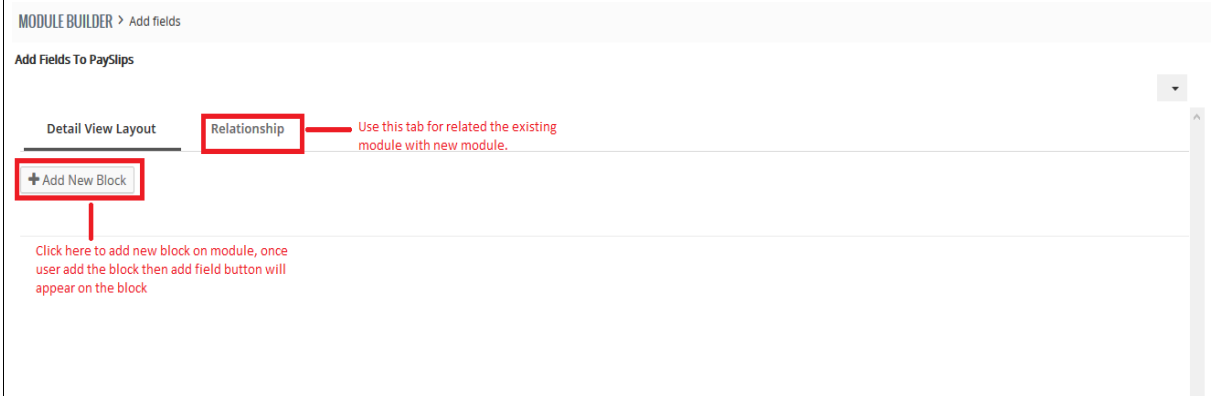 MODULE BUILDER > Add fields
Add Fields To PaySlips
Detail View Layout
Relationship
Use this tab for related the existing
module with new module.
+ Add New Block
Click here to add new block on module, once
user add the block then add field button will
appear on the block